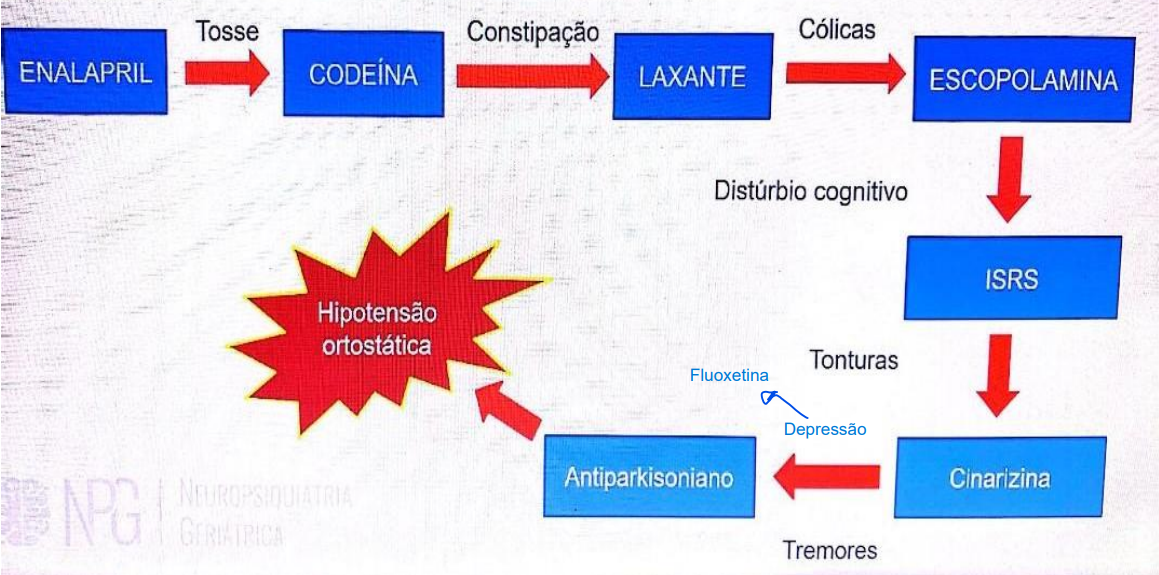 Tosse
Constipação
Cólicas
ENALAPRIL
CODEÍNA
LAXANTE
ESCOPOLAMINA
Distúrbio cognitivo
ISRS
Hipotensão
ortostática
Tonturas
Fluoxetina
Depressão
Antiparkisoniano
Cinarizina
Tremores
NPG
NEUROPSIQUIATRIA
GERIÁTRICA